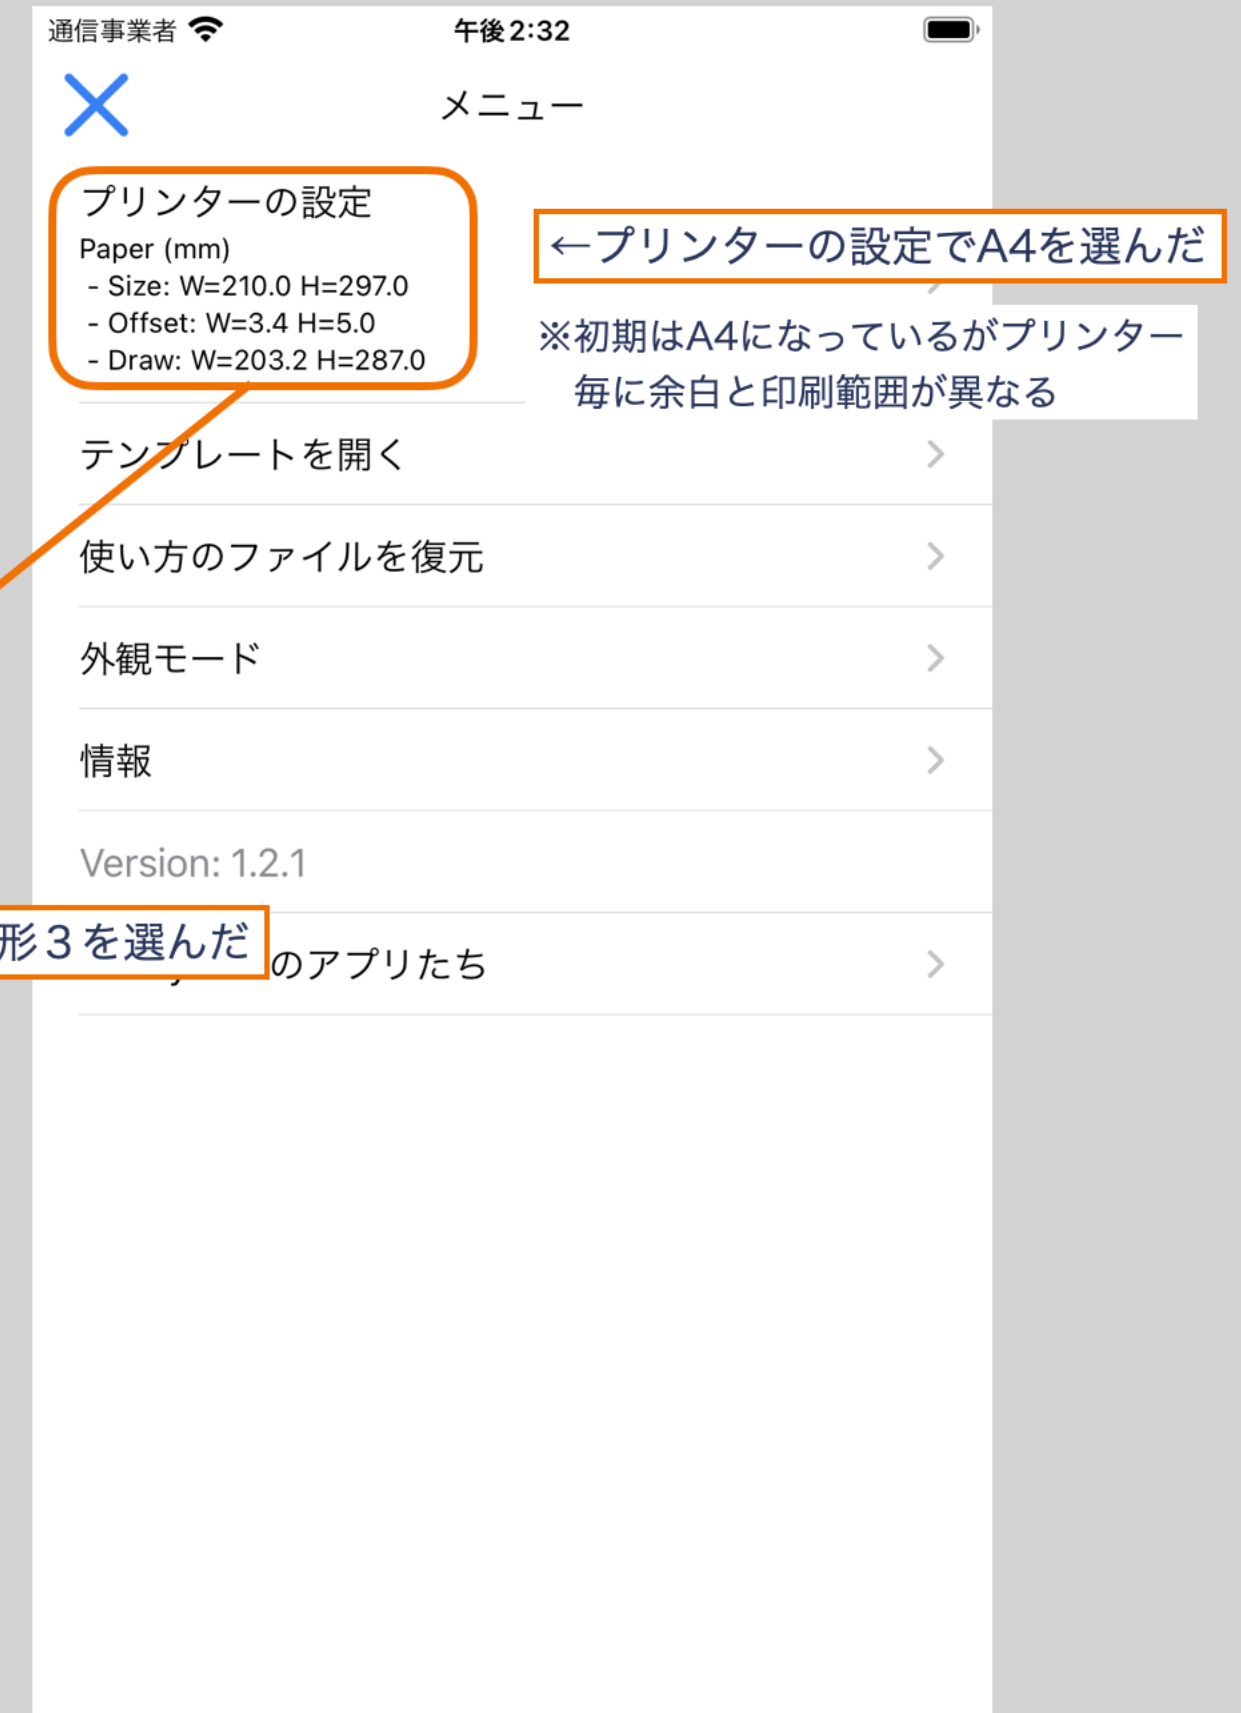 通信事業者
午後2:32
メニュー
プリンターの設定
Paper (mm)
- Size: W=210.0 H=297.0
- Offset: W=3.4 H=5.0
- Draw: W=203.2 H=287.0
←プリンターの設定でA4を選んだ
※初期はA4になっているがプリンター
毎に余白と印刷範囲が異なる
テンプレートを開く
使い方のファイルを復元
外観モード
情報
Version: 1.2.1
形３を選んだ
のアプリたち